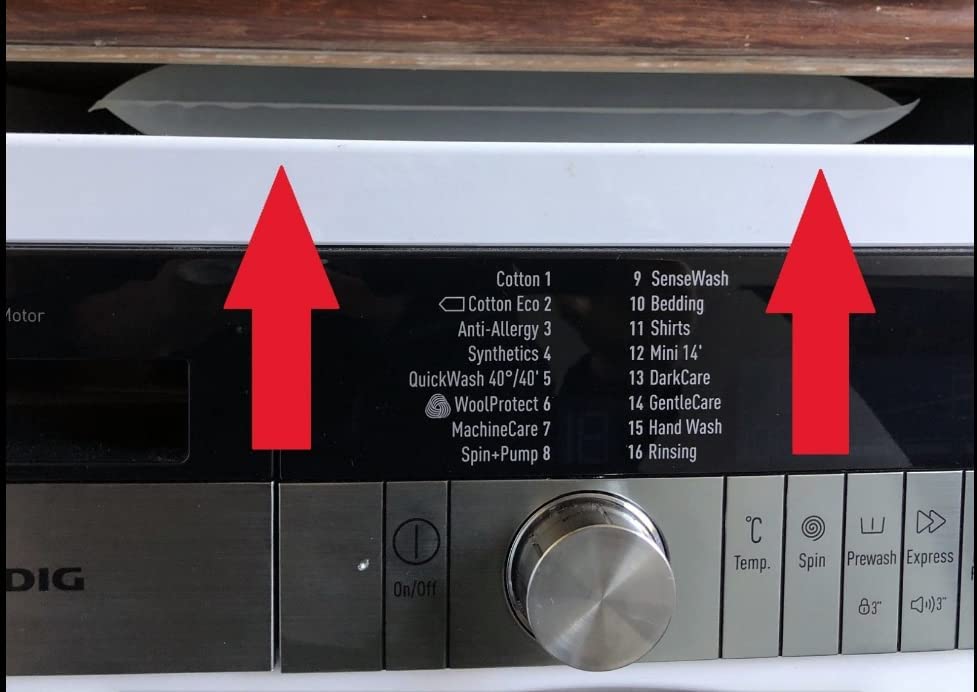 Motor
Cotton 1
Cotton Eco 2
Anti-Allergy 3
Synthetics 4
QuickWash 40°/40' 5
WoolProtect 6
MachineCare 7
Spin+Pump 8
9 SenseWash
10 Bedding
11 Shirts
12 Mini 14'
13 DarkCare
14 GentleCare
15 Hand Wash
16 Rinsing
DIG
On/Off
°C
Temp.
Spin
Prewash
3"
Express
3"